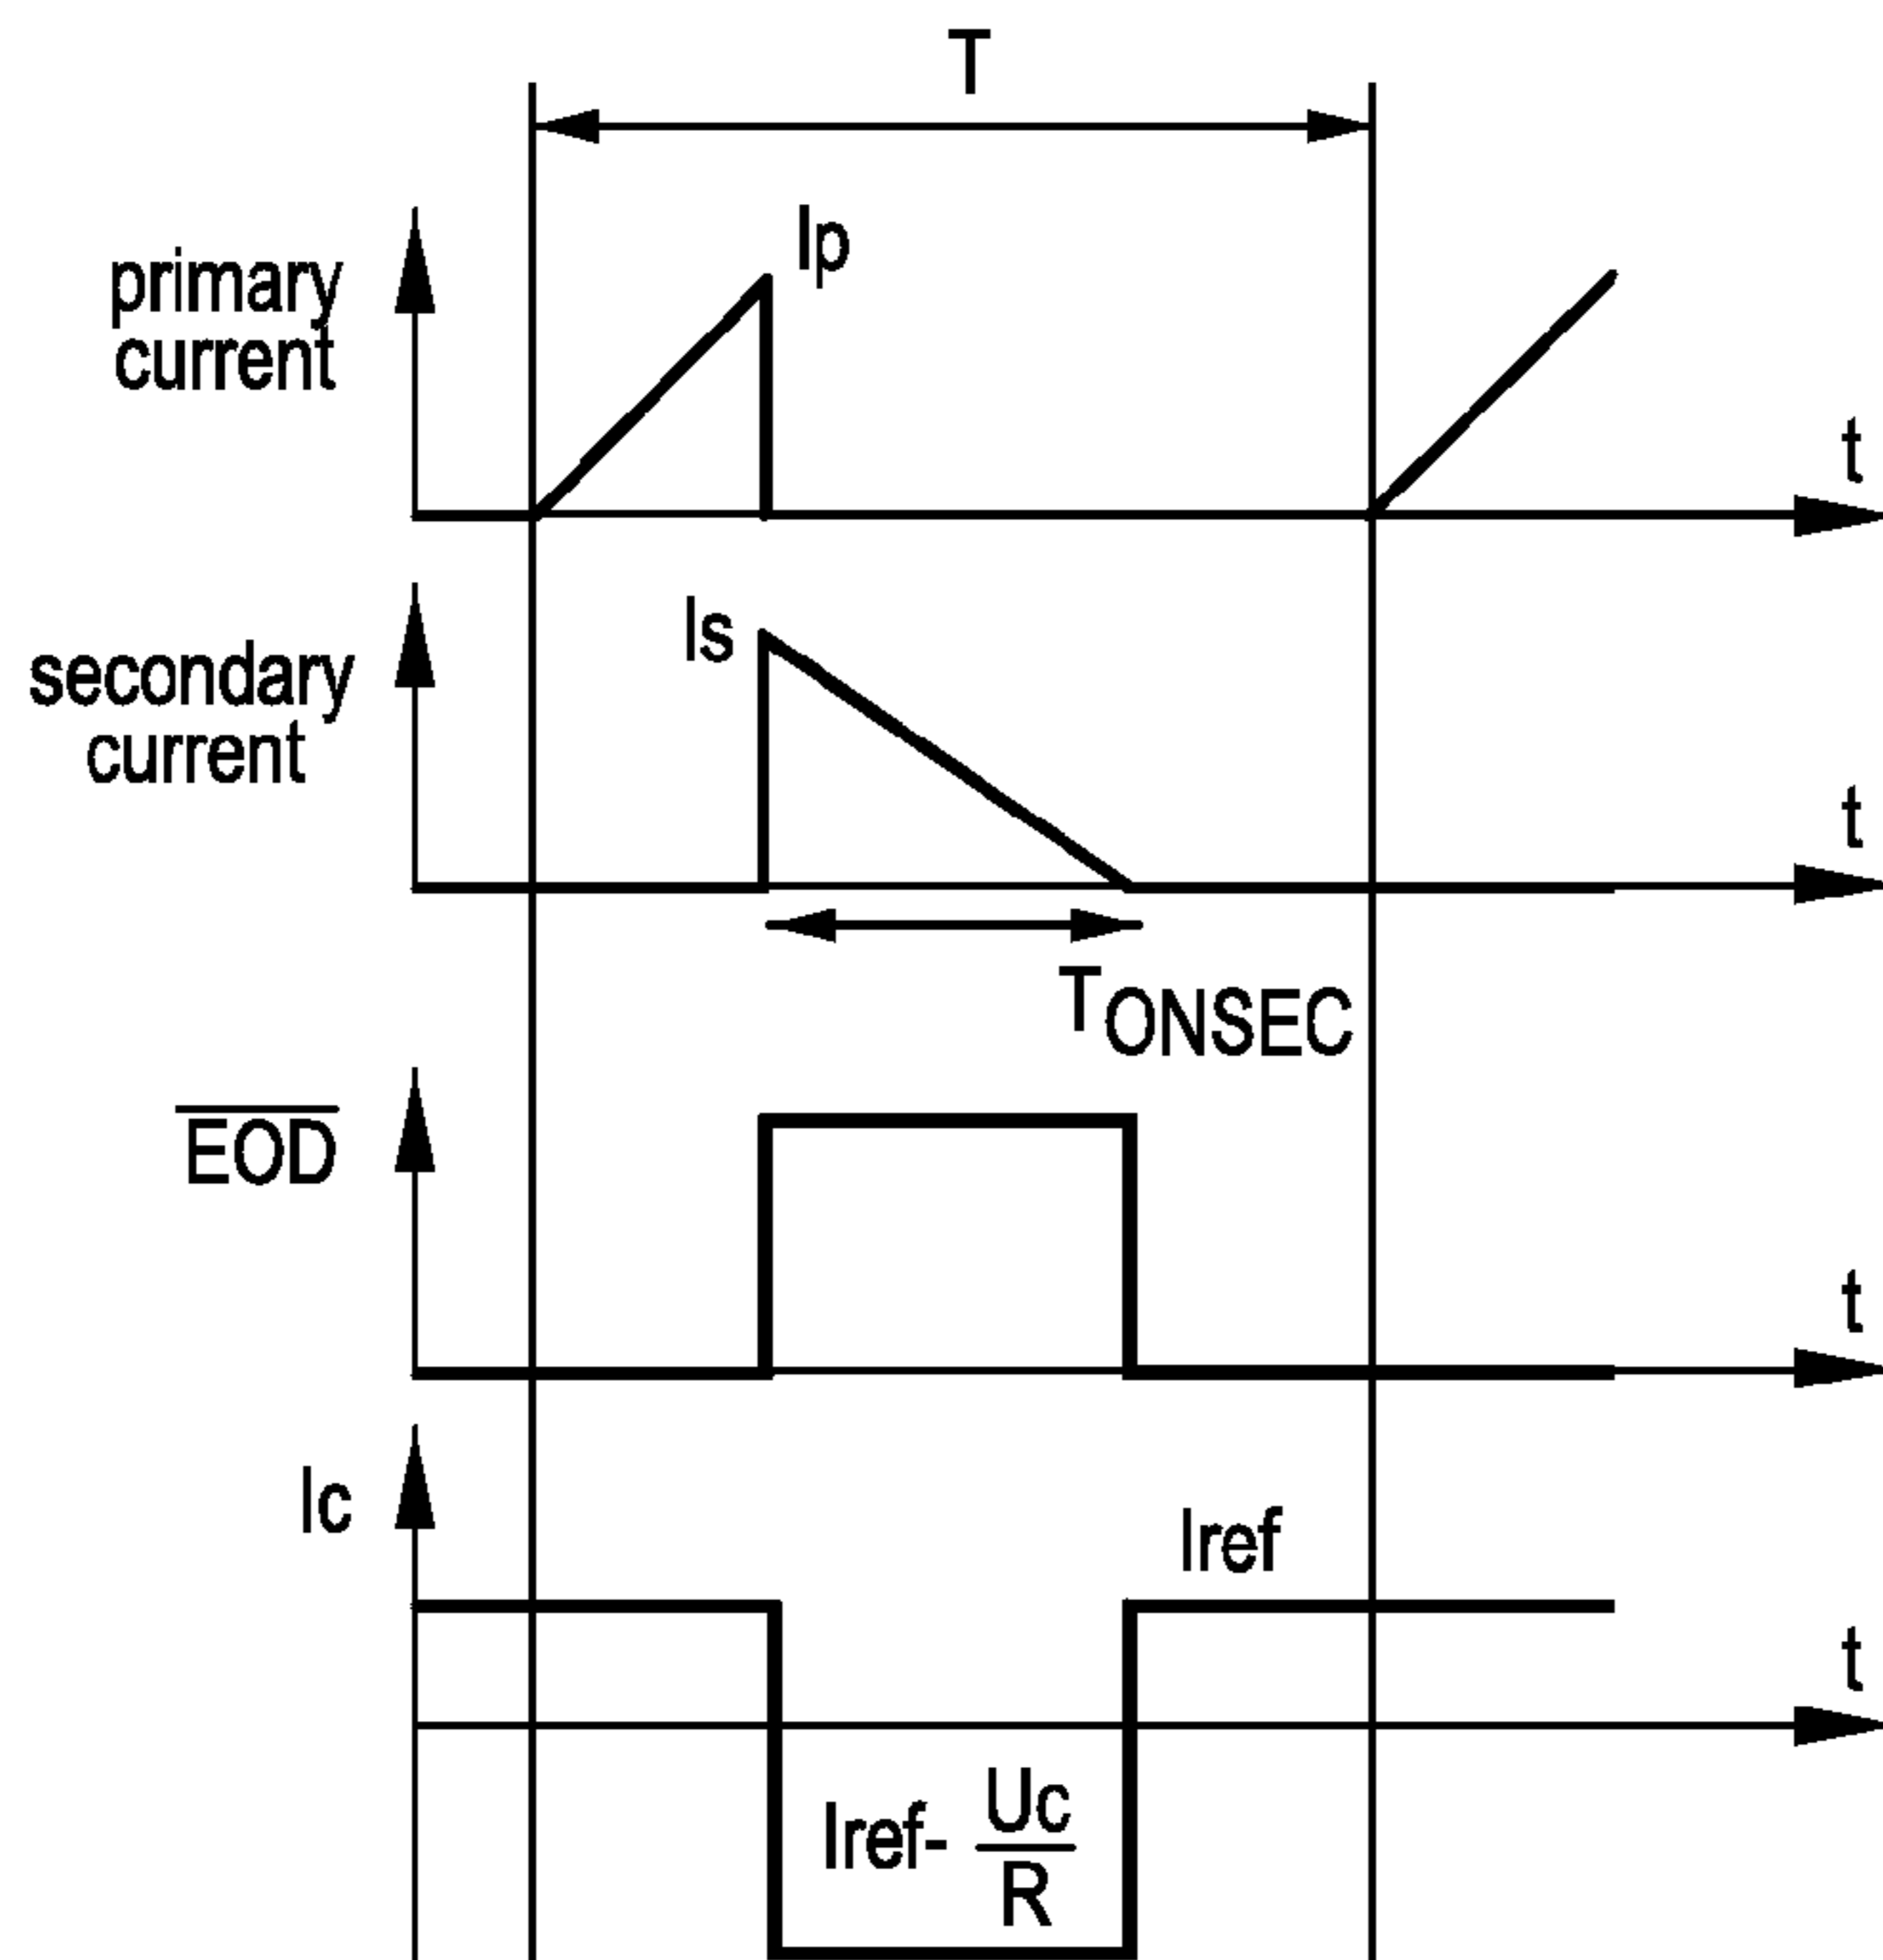 T
Ip
primary
current
t
Is
secondary
current
t
TONSEC
EOD
t
Ic
Iref
t
Iref- Uc
R